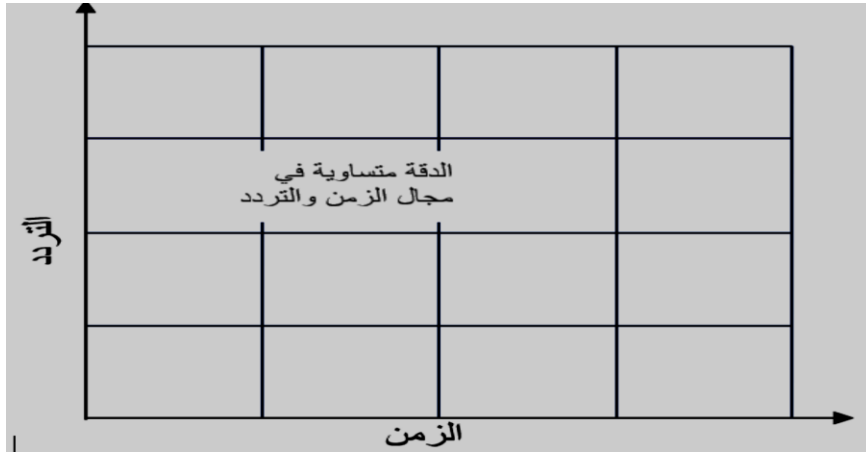 الدقة متساوية في
مجال الزمن والتردد
التردد
الزمن